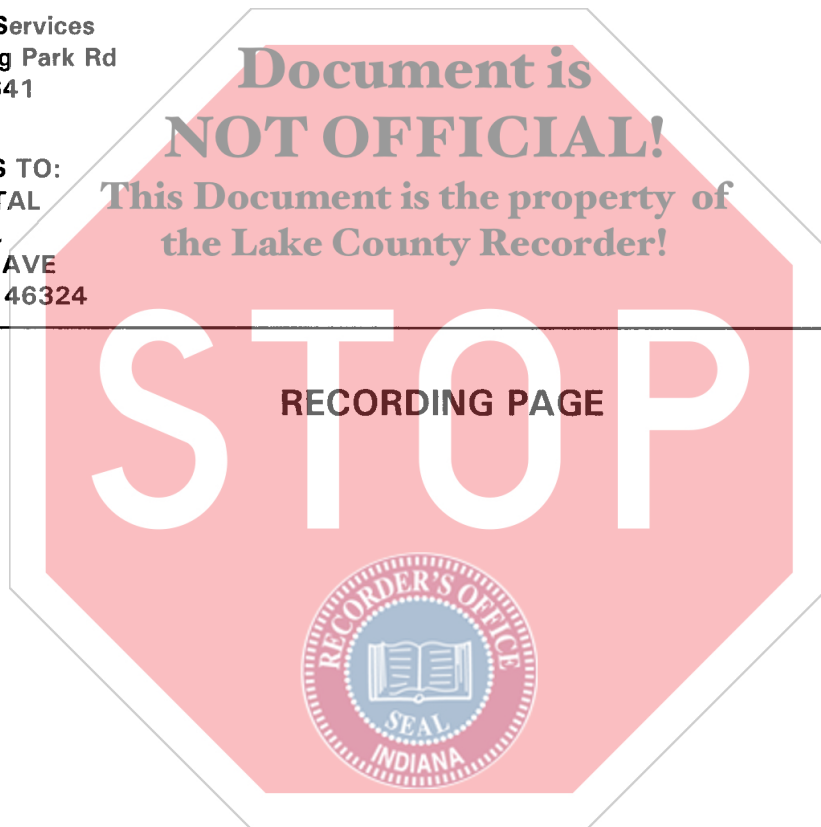 Services
g Park Rd
641
S TO:
TAL
AVE
46324
Document is
NOT OFFICIAL!
This Document is the property of
the Lake County Recorder!
RECORDING PAGE
STOP
RECORDER'S OFFICE
SEAL
INDIANA